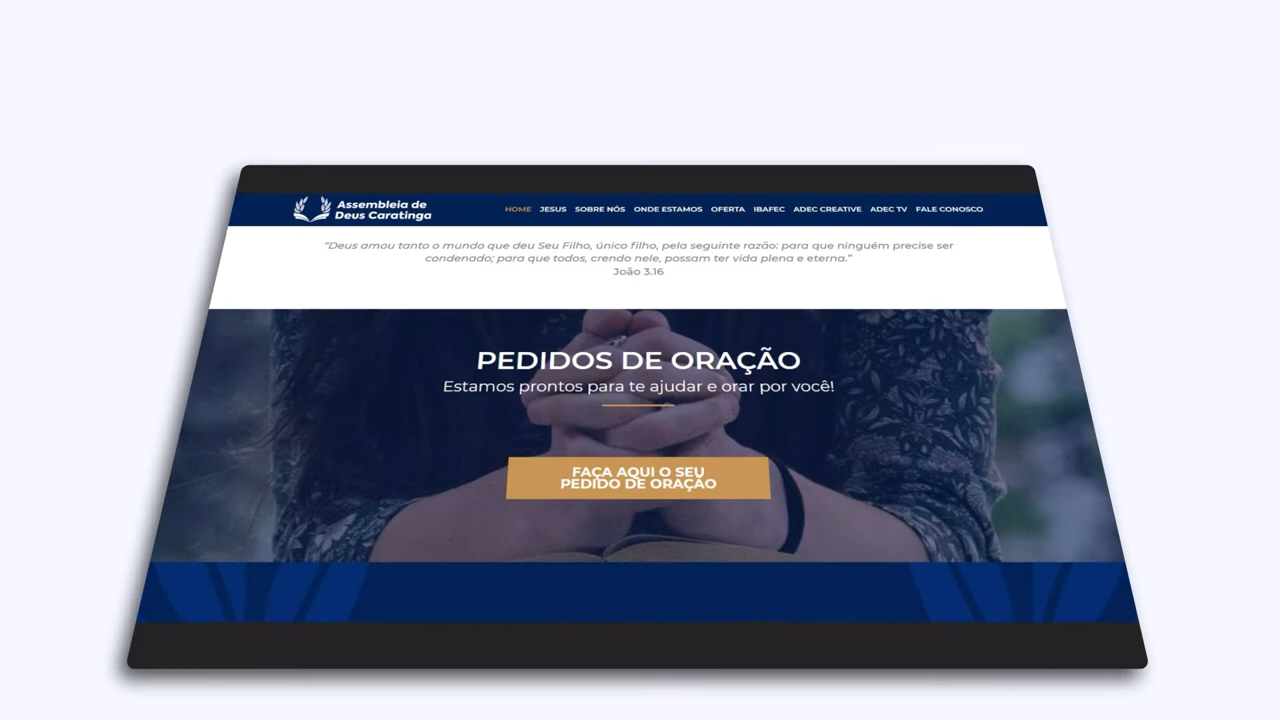 Assembleia de
Deus Caratinga
HOME JESUS SOBRE NÓS ONDE ESTAMOS OFERTA IBAFEC ADEC CREATIVE ADEC TV FALE CONOSCO
“Deus amou tanto o mundo que deu Seu Filho, único filho, pela seguinte razão: para que ninguém precise ser
condenado; para que todos, crendo nele, possam ter vida plena e eterna.”
João 3.16
PEDIDOS DE ORAÇÃO
Estamos prontos para te ajudar e orar por você!
FAÇA AQUI O SEU
PEDIDO DE ORAÇÃO